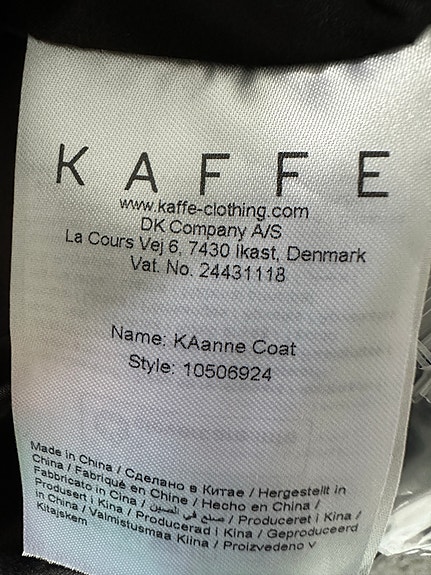 KAFFE
www.kaffe-clothing.com
DK Company A/S
La Cours Vej 6, 7430 Ikast, Denmark
Vat. No. 24431118
Name: KAanne Coat
Style: 10506924
Made in China / Сделано в Китае / Hergestellt in
China / Fabriqué en Chine / Hecho en China /
Fabbricato in Cina / صنع في الصين / Produceret i Kina /
Produsert i Kina / Producerad i Kina / Geproduceerd
in China / Valmistusmaa Kiina / Proizvedeno v
Kitajskem